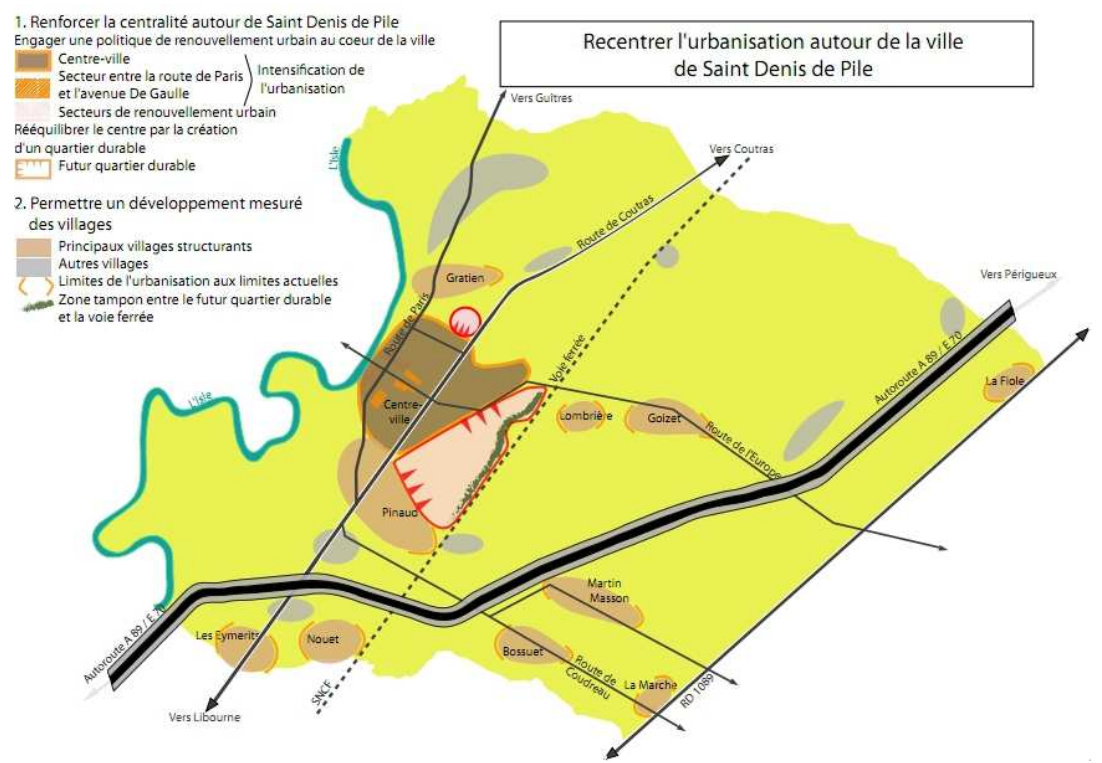 1. Renforcer la centralité autour de Saint Denis de Pile
Engager une politique de renouvellement urbain au coeur de la ville
Centre-ville
Secteur entre la route de Paris
et l'avenue De Gaulle
Intensification de
l'urbanisation
Secteurs de renouvellement urbain
Rééquilibrer le centre par la création
d'un quartier durable
Futur quartier durable
2. Permettre un développement mesuré
des villages
Principaux villages structurants
Autres villages
Limites de l'urbanisation aux limites actuelles
Zone tampon entre le futur quartier durable
et la voie ferrée
Recentrer l'urbanisation autour de la ville
de Saint Denis de Pile
Vers Guîtres
Vers Coutras
L'Isle
Route de Coutras
Gratien
Vers Périgueux
Route de Paris
Voie ferrée
Autoroute A 89 / E 70
La Fiole
L'Isle
Centre-
ville
Lombrière
Goizet
Route de l'Europe
Pinaud
Martin
Masson
Autoroute A 89 / E 70
Les Eymerits
Nouet
Bossuet
Route de
Coudreau
La Marche
RD 1089
SNCF
Vers Libourne